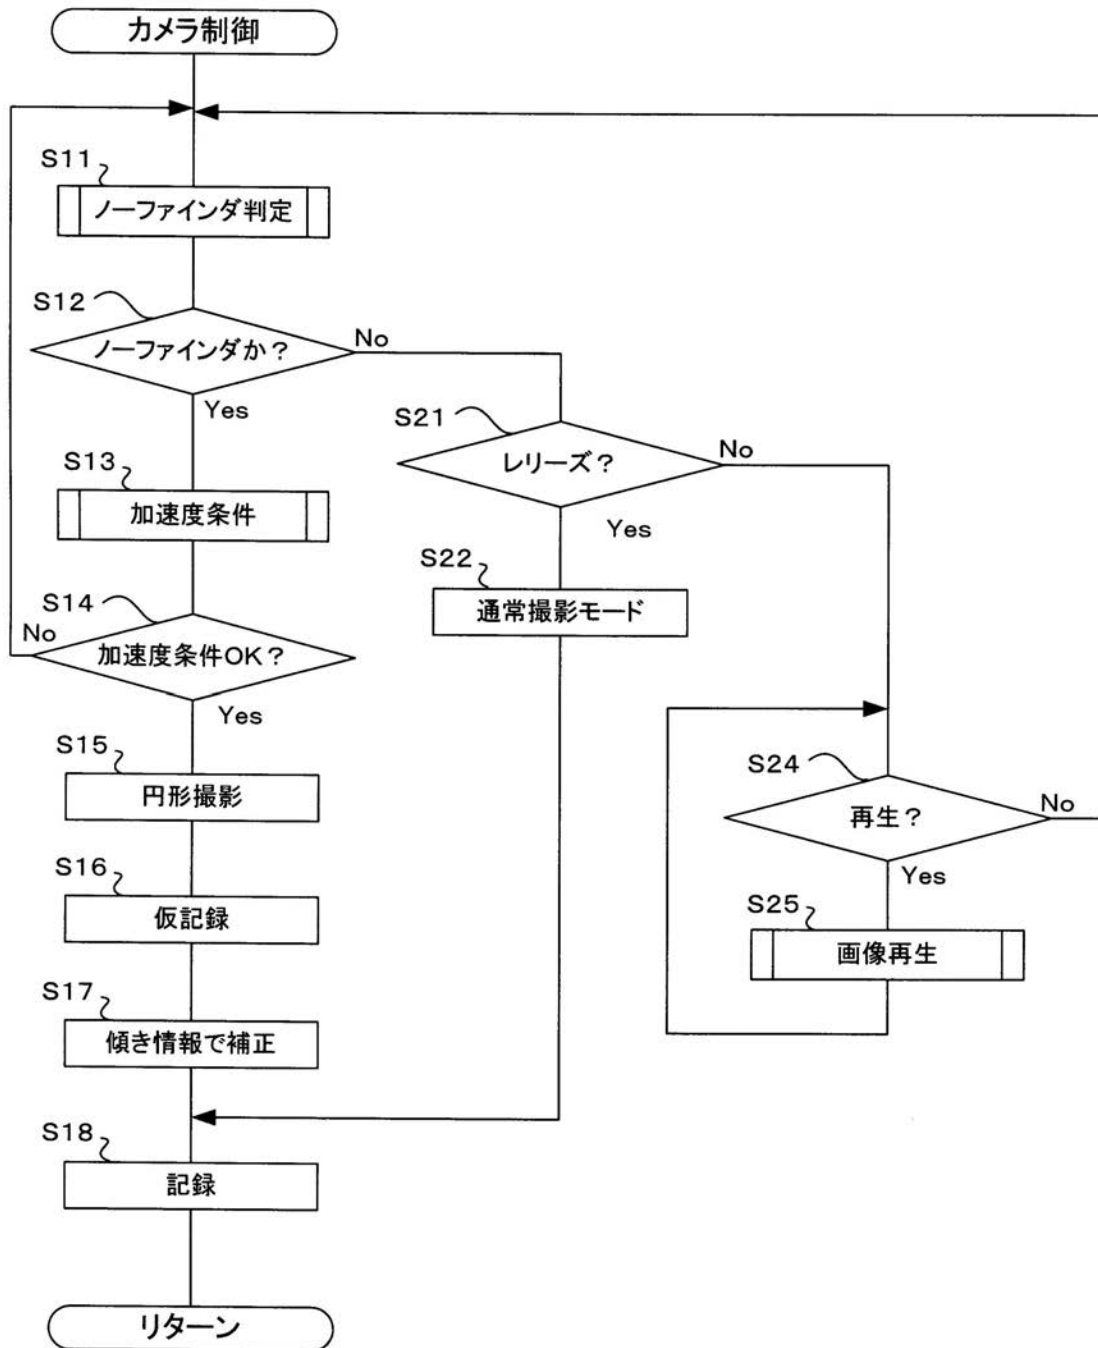 カメラ制御
S11
ノーファインダ判定
S12
ノーファインダか？
No
Yes
S13
加速度条件
S14
No
加速度条件OK？
Yes
S15
円形撮影
S16
仮記録
S17
傾き情報で補正
S18
記録
リターン
S21
レリーズ？
No
Yes
S22
通常撮影モード
S24
再生？
No
Yes
S25
画像再生